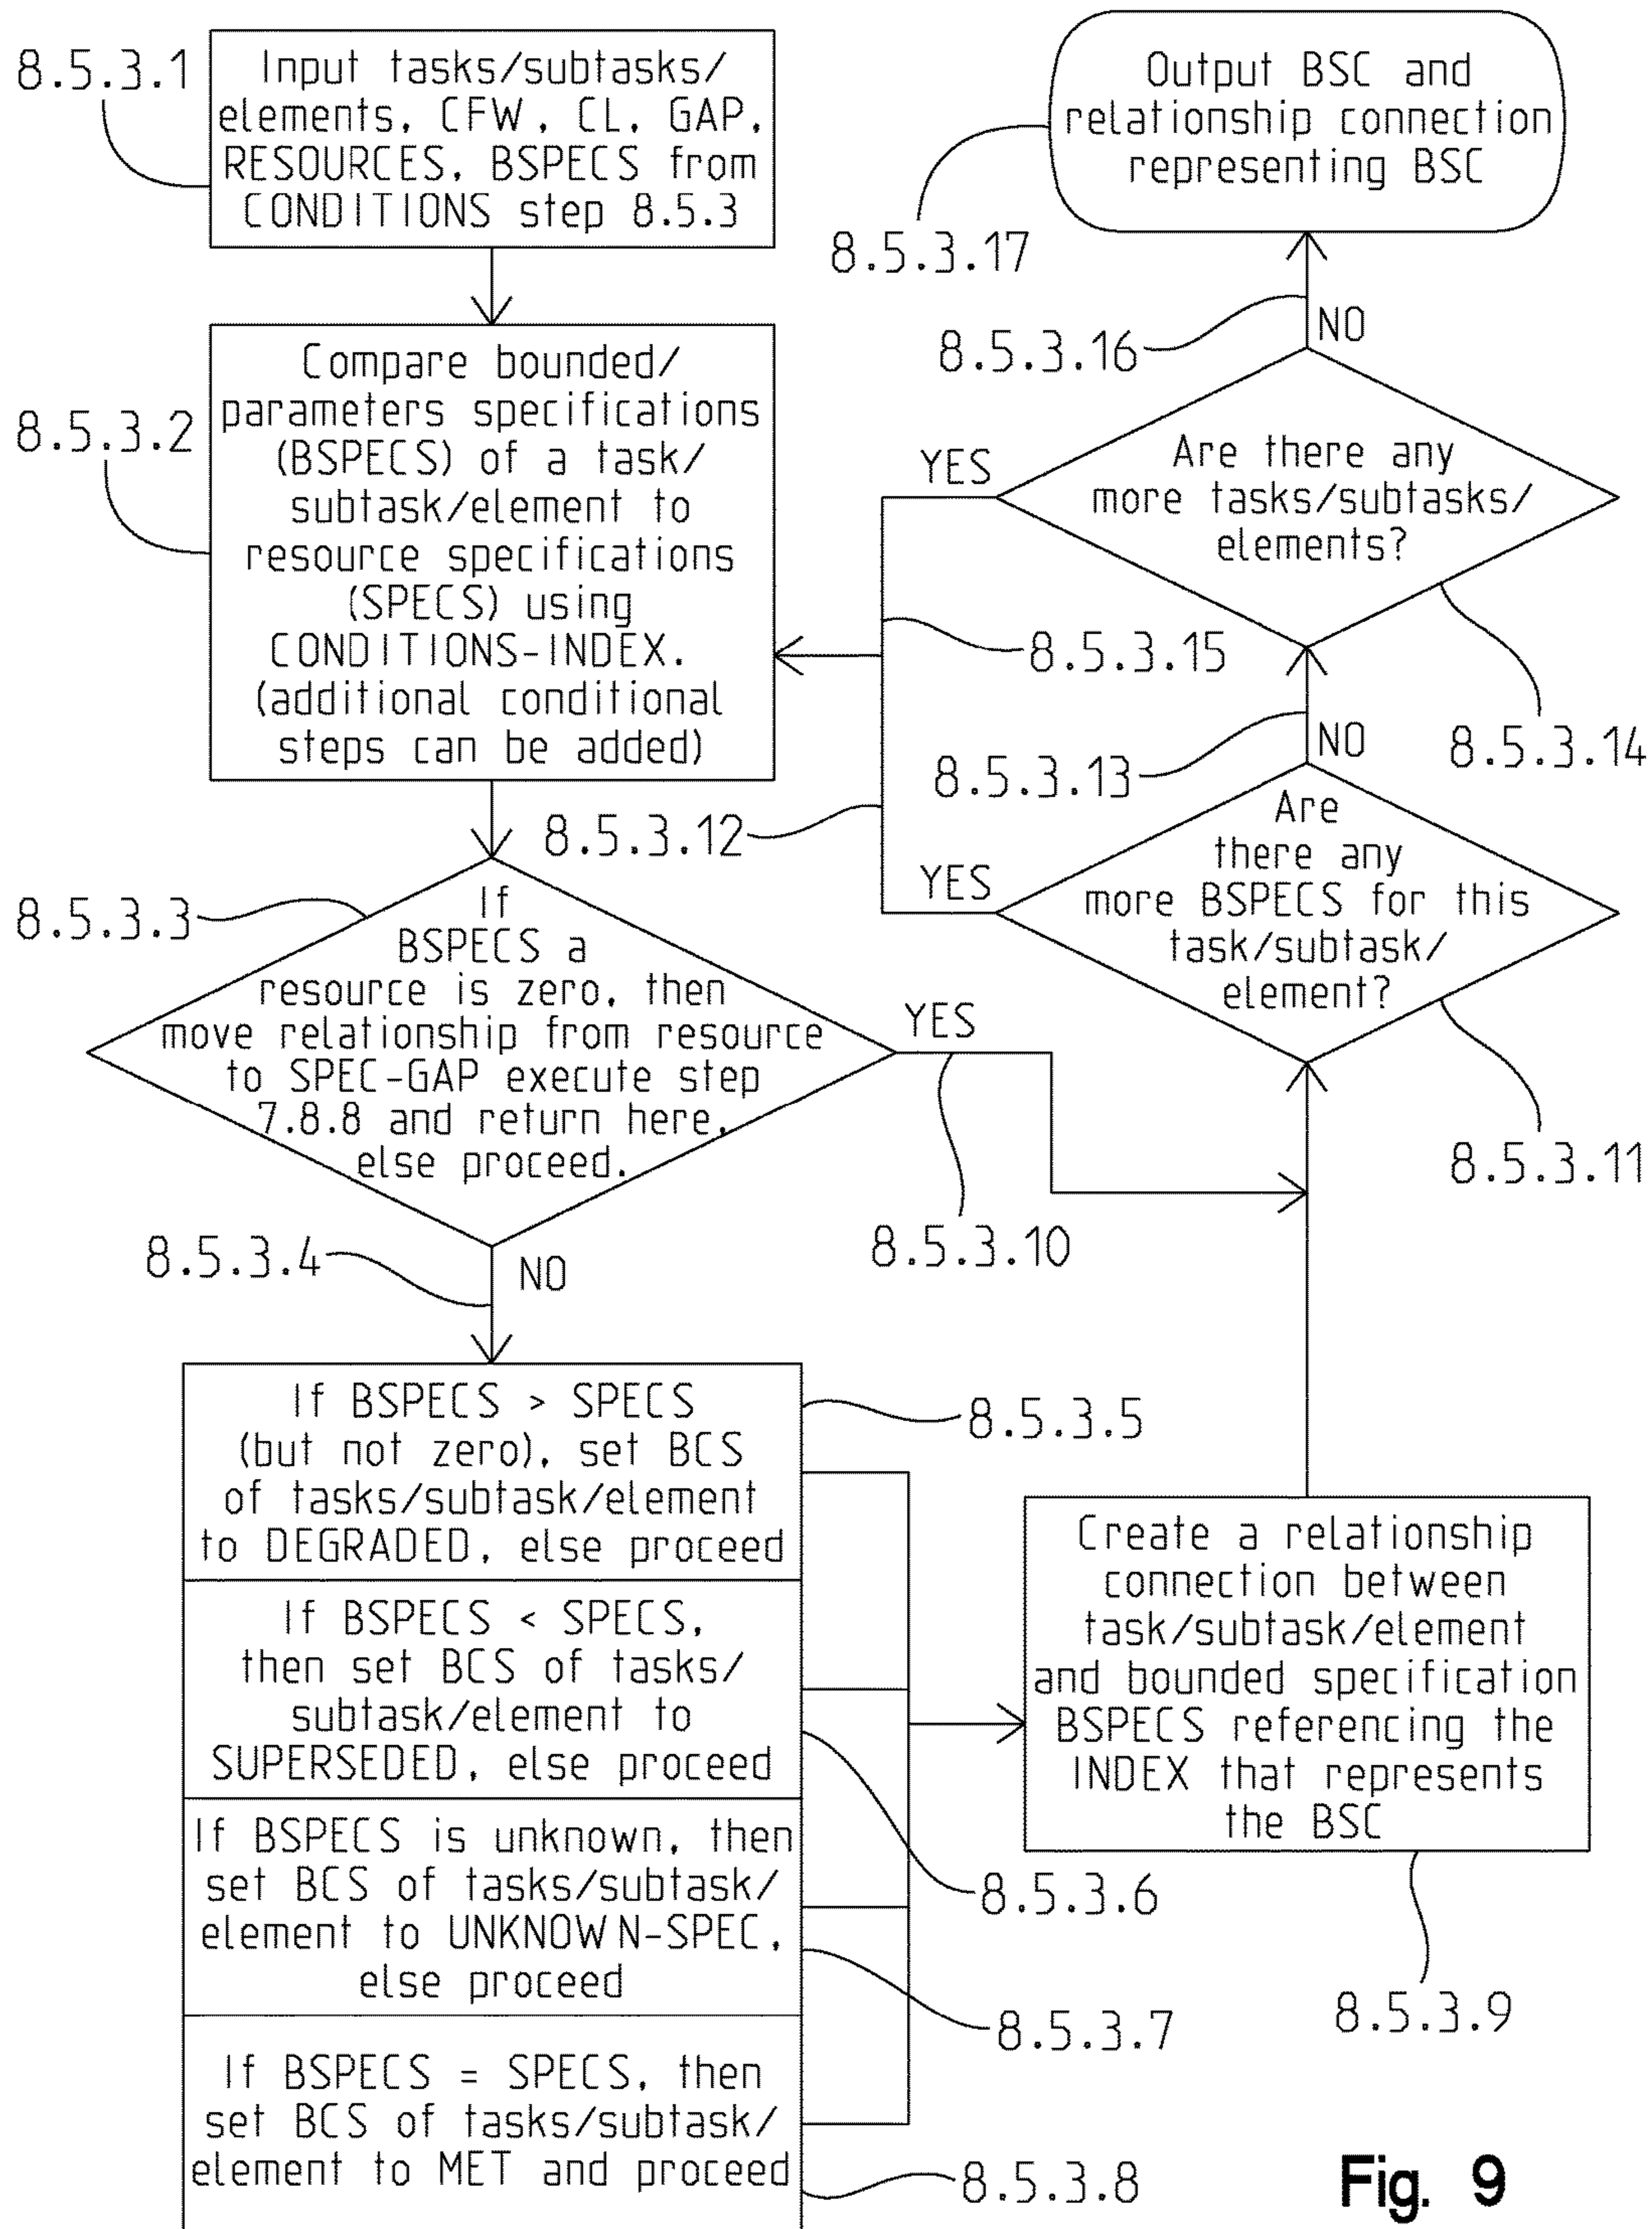 8.5.3.1
Input tasks/subtasks/
elements, CFW, CL, GAP,
RESOURCES, BSPECS from
CONDITIONS step 8.5.3
8.5.3.2
Compare bounded/
parameters specifications
(BSPECS) of a task/
subtask/element to
resource specifications
(SPECS) using
CONDITIONS-INDEX.
(additional conditional
steps can be added)
8.5.3.3
If
BSPECS a
resource is zero, then
move relationship from resource
to SPEC-GAP execute step
7.8.8 and return here,
else proceed.
YES
8.5.3.10
8.5.3.4
NO
If BSPECS > SPECS
(but not zero), set BCS
of tasks/subtask/element
to DEGRADED, else proceed
8.5.3.5
If BSPECS < SPECS,
then set BCS of tasks/
subtask/element to
SUPERSEDED, else proceed
8.5.3.6
If BSPECS is unknown, then
set BCS of tasks/subtask/
element to UNKNOWN-SPEC,
else proceed
8.5.3.7
If BSPECS = SPECS, then
set BCS of tasks/subtask/
element to MET and proceed
8.5.3.8
Create a relationship
connection between
task/subtask/element
and bounded specification
BSPECS referencing the
INDEX that represents
the BSC
8.5.3.9
Are
there any
more BSPECS for this
task/subtask/
element?
8.5.3.11
YES
8.5.3.12
NO
8.5.3.13
Are there any
more tasks/subtasks/
elements?
8.5.3.14
YES
8.5.3.15
NO
8.5.3.16
Output BSC and
relationship connection
representing BSC
8.5.3.17
Fig. 9